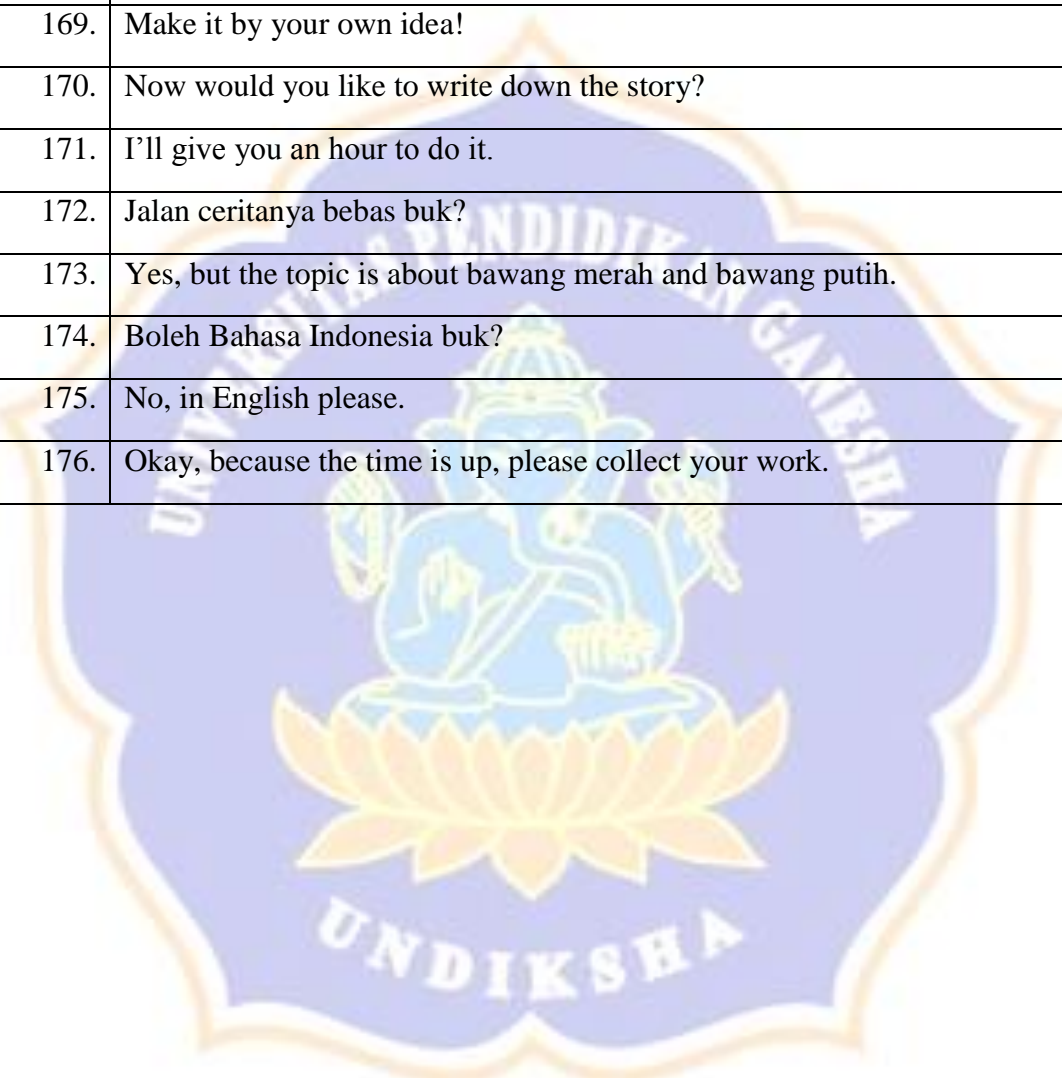 169. Make it by your own idea!
170. Now would you like to write down the story?
171. I’ll give you an hour to do it.
172. Jalan ceritanya bebas buk?
173. Yes, but the topic is about bawang merah and bawang putih.
174. Boleh Bahasa Indonesia buk?
175. No, in English please.
176. Okay, because the time is up, please collect your work.
UNIVERSITAS PENDIDIKAN GANESHA
UNDIKSHA